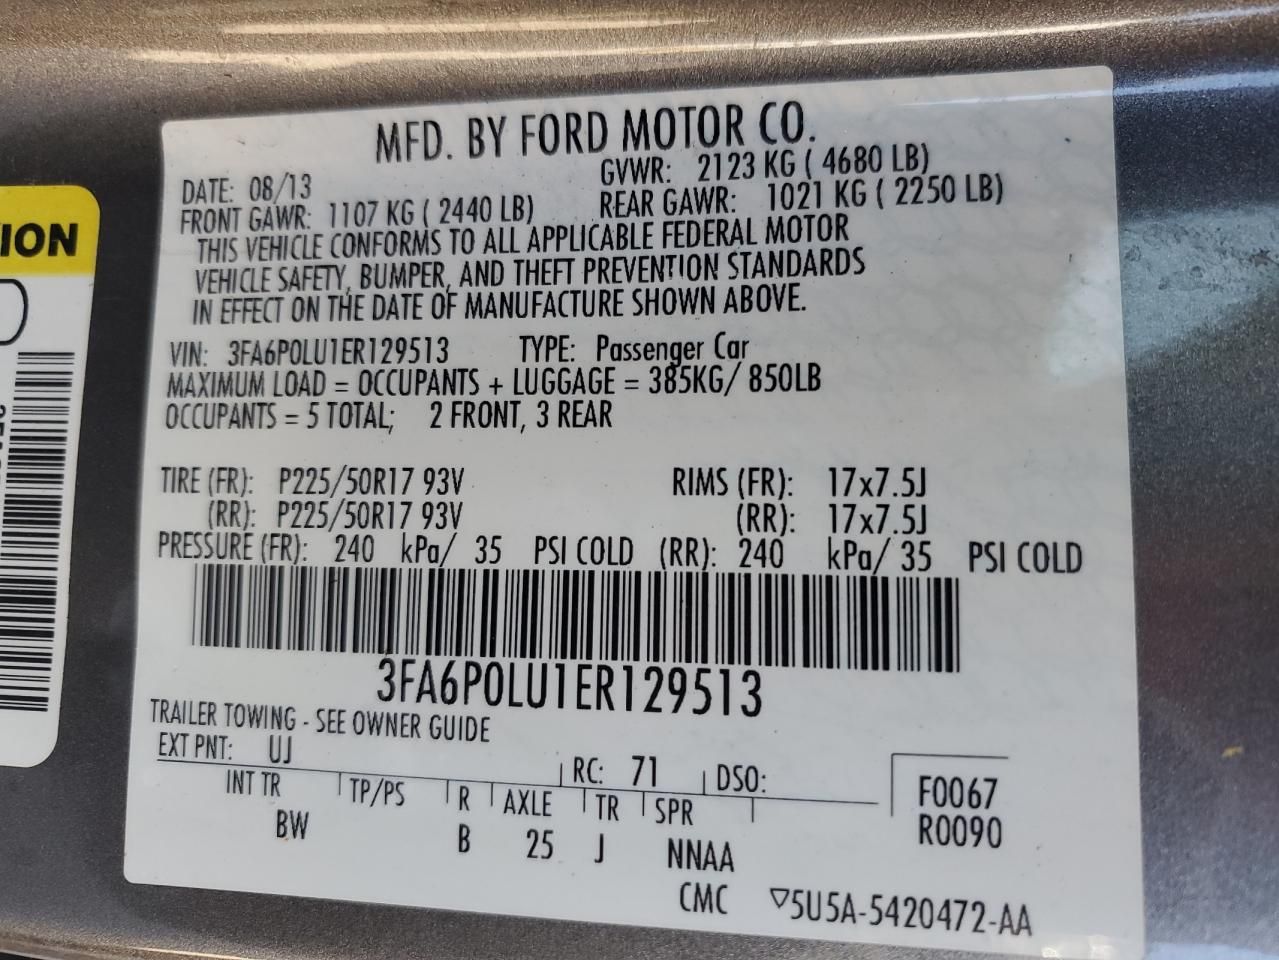 MFD. BY FORD MOTOR CO.
DATE: 08/13 GVWR: 2123 KG ( 4680 LB)
FRONT GAWR: 1107 KG ( 2440 LB) REAR GAWR: 1021 KG ( 2250 LB)
THIS VEHICLE CONFORMS TO ALL APPLICABLE FEDERAL MOTOR
VEHICLE SAFETY, BUMPER, AND THEFT PREVENTION STANDARDS
IN EFFECT ON THE DATE OF MANUFACTURE SHOWN ABOVE.
VIN: 3FA6P0LU1ER129513 TYPE: Passenger Car
MAXIMUM LOAD = OCCUPANTS + LUGGAGE = 385KG/ 850LB
OCCUPANTS = 5 TOTAL; 2 FRONT, 3 REAR
TIRE (FR): P225/50R17 93V RIMS (FR): 17x7.5J
(RR): P225/50R17 93V (RR): 17x7.5J
PRESSURE (FR): 240 kPa/ 35 PSI COLD (RR): 240 kPa/ 35 PSI COLD
3FA6P0LU1ER129513
TRAILER TOWING - SEE OWNER GUIDE
EXT PNT: UJ RC: 71 DSO:
INT TR TP/PS R AXLE TR SPR
BW B 25 J NNAA
CMC
F0067
R0090
▽5U5A-5420472-AA
ION